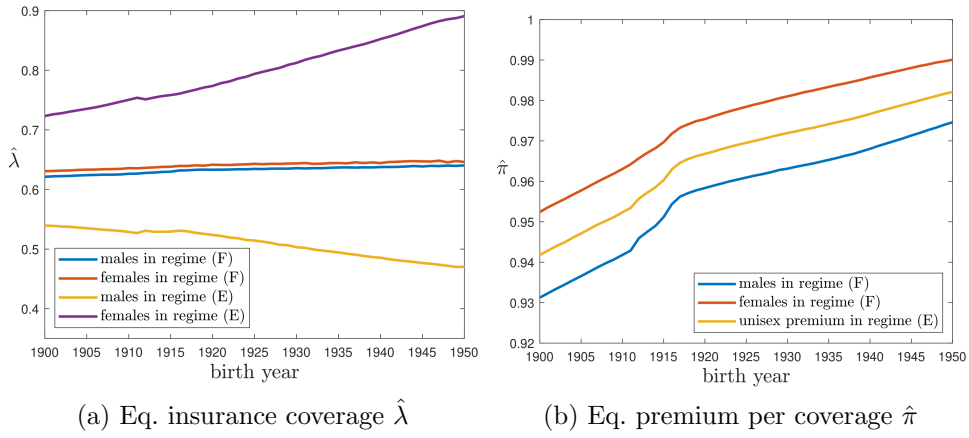 0.9
0.8
0.7
0.6
0.5
0.4
λ̂
1900 1905 1910 1915 1920 1925 1930 1935 1940 1945 1950
birth year
males in regime (F)
females in regime (F)
males in regime (E)
females in regime (E)
(a) Eq. insurance coverage λ̂
1
0.99
0.98
0.97
0.96
0.95
0.94
0.93
0.92
π̂
1900 1905 1910 1915 1920 1925 1930 1935 1940 1945 1950
birth year
males in regime (F)
females in regime (F)
unisex premium in regime (E)
(b) Eq. premium per coverage π̂